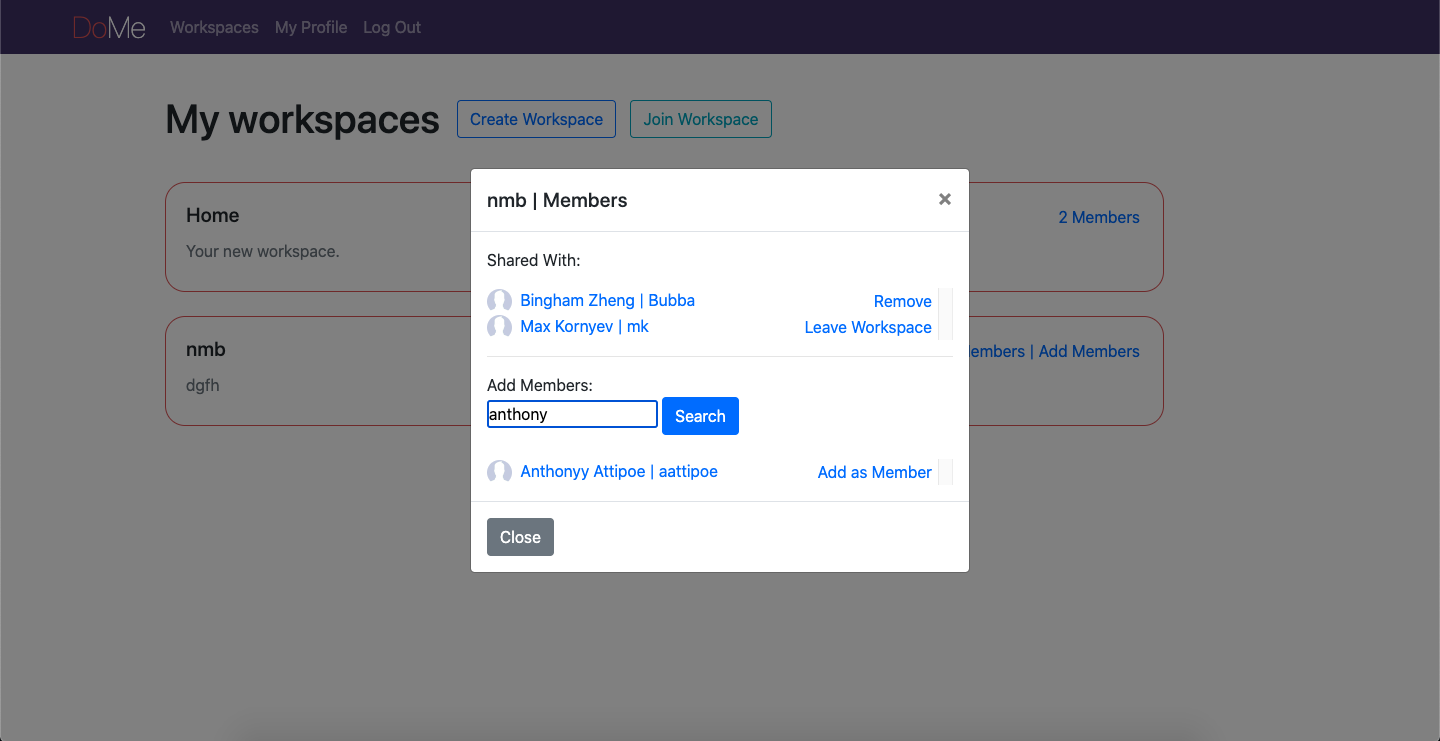 DoMe Workspaces My Profile Log Out
My workspaces Create Workspace Join Workspace
Home
2 Members
Your new workspace.
nmb
embers | Add Members
dgfh
nmb | Members ×
Shared With:
Bingham Zheng | Bubba Remove
Max Kornyev | mk Leave Workspace
Add Members:
anthony Search
Anthonyy Attipoe | aattipoe Add as Member
Close